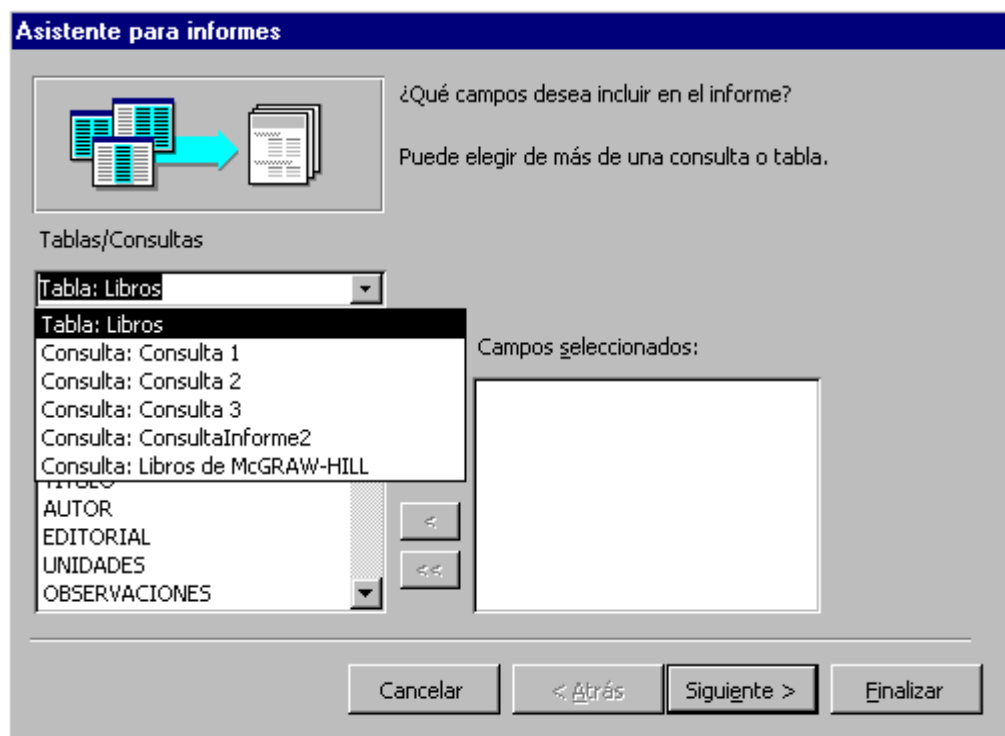 Asistente para informes
¿Qué campos desea incluir en el informe?
Puede elegir de más de una consulta o tabla.
Tablas/Consultas
Tabla: Libros
Tabla: Libros
Consulta: Consulta 1
Consulta: Consulta 2
Consulta: Consulta 3
Consulta: ConsultaInforme2
Consulta: Libros de McGRAW-HILL
Campos seleccionados:
TITULO
AUTOR
EDITORIAL
UNIDADES
OBSERVACIONES
<
<<
Cancelar
< Atrás
Siguiente >
Finalizar